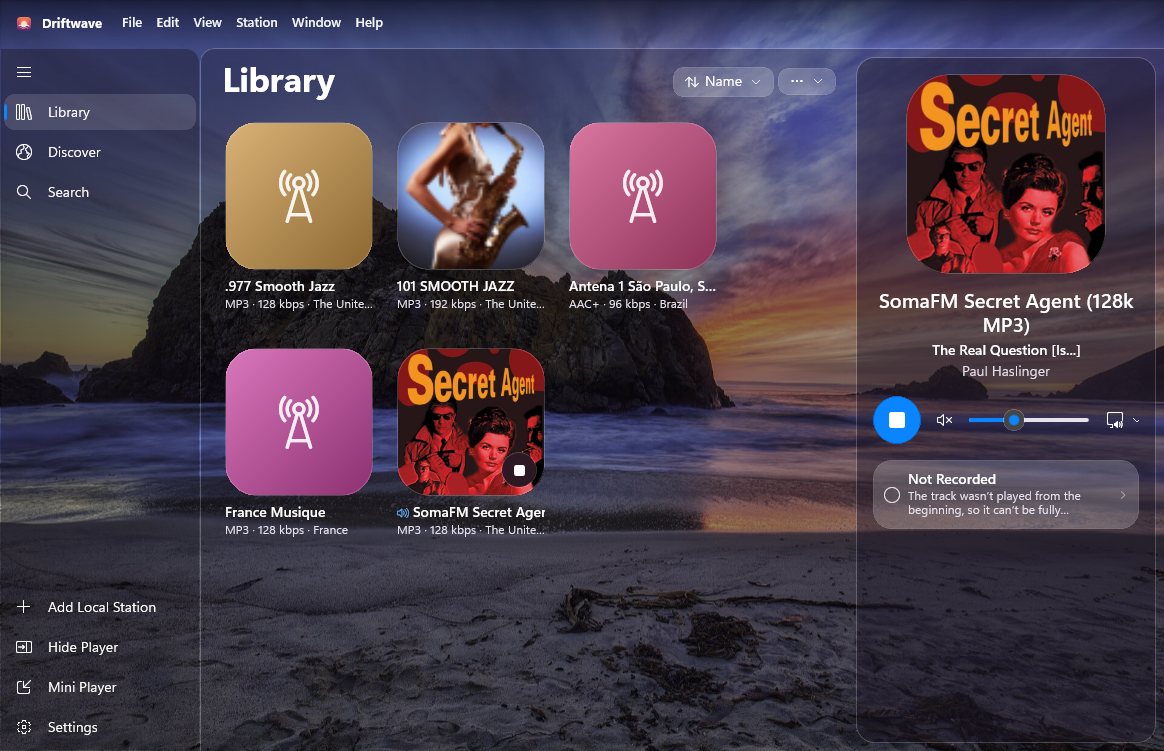 Driftwave File Edit View Station Window Help
Library
Discover
Search
Add Local Station
Hide Player
Mini Player
Settings
Library
Name
.977 Smooth Jazz
MP3 · 128 kbps · The Unite...
101 SMOOTH JAZZ
MP3 · 192 kbps · The Unite...
Antena 1 São Paulo, S...
AAC+ · 96 kbps · Brazil
France Musique
MP3 · 128 kbps · France
Secret Agent
SomaFM Secret Ager
MP3 · 128 kbps · The Unite...
Secret Agent
SomaFM Secret Agent (128k
MP3)
The Real Question [Is...]
Paul Haslinger
Not Recorded
The track wasn't played from the
beginning, so it can't be fully...